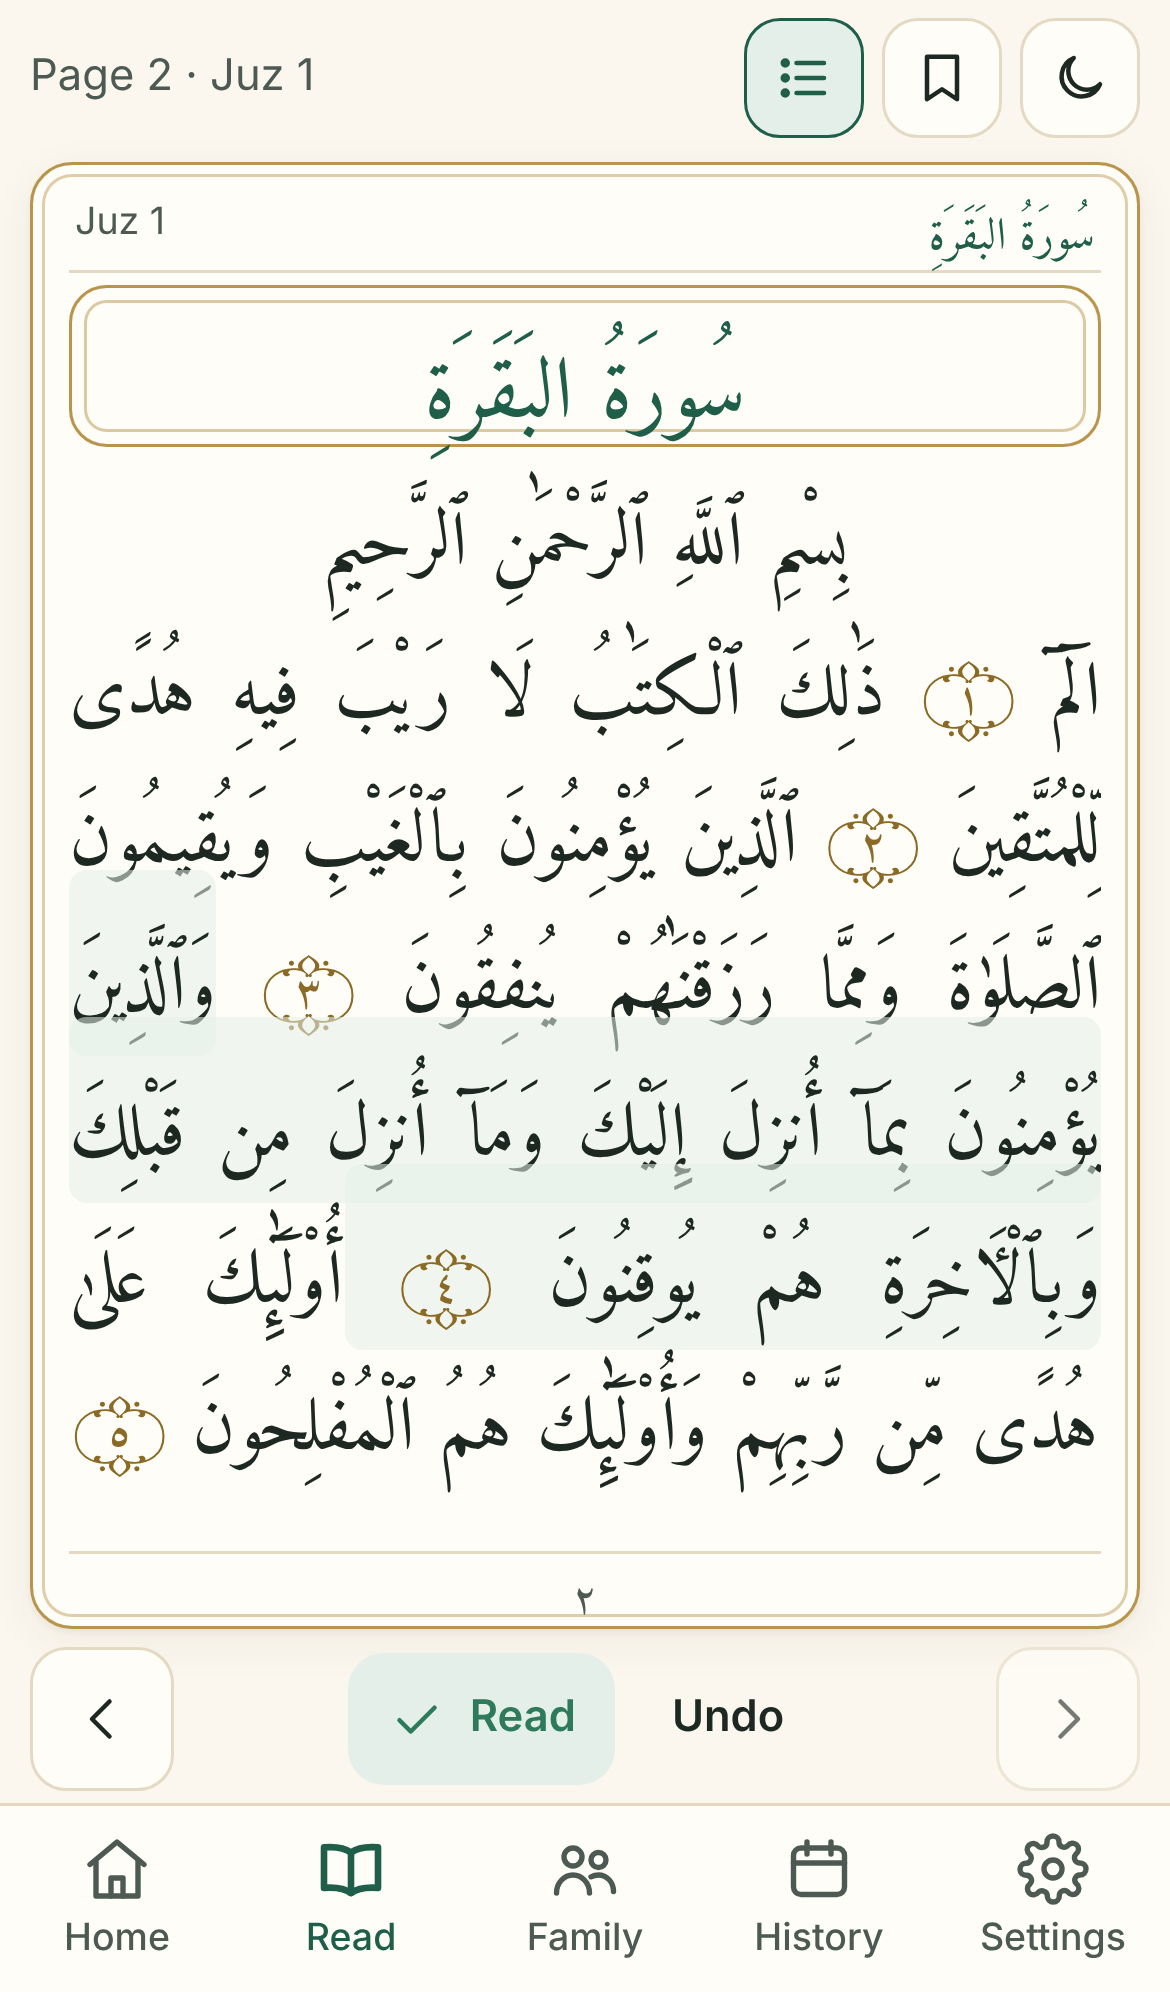 Page 2 · Juz 1
Juz 1
سُورَةُ البَقَرَةِ
سُورَةُ البَقَرَةِ
بِسْمِ ٱللَّهِ ٱلرَّحْمَٰنِ ٱلرَّحِيمِ
الٓمٓ ١ ذَٰلِكَ ٱلْكِتَٰبُ لَا رَيْبَ فِيهِ هُدًى
لِّلْمُتَّقِينَ ٢ ٱلَّذِينَ يُؤْمِنُونَ بِٱلْغَيْبِ وَيُقِيمُونَ
ٱلصَّلَوٰةَ وَمِمَّا رَزَقْنَٰهُمْ يُنفِقُونَ ٣ وَٱلَّذِينَ
يُؤْمِنُونَ بِمَآ أُنزِلَ إِلَيْكَ وَمَآ أُنزِلَ مِن قَبْلِكَ
وَبِٱلْأَخِرَةِ هُمْ يُوقِنُونَ ٤ أُو۟لَٰٓئِكَ عَلَىٰ
هُدًى مِّن رَّبِّهِمْ وَأُو۟لَٰٓئِكَ هُمُ ٱلْمُفْلِحُونَ ٥
٢
Read Undo
Home Read Family History Settings